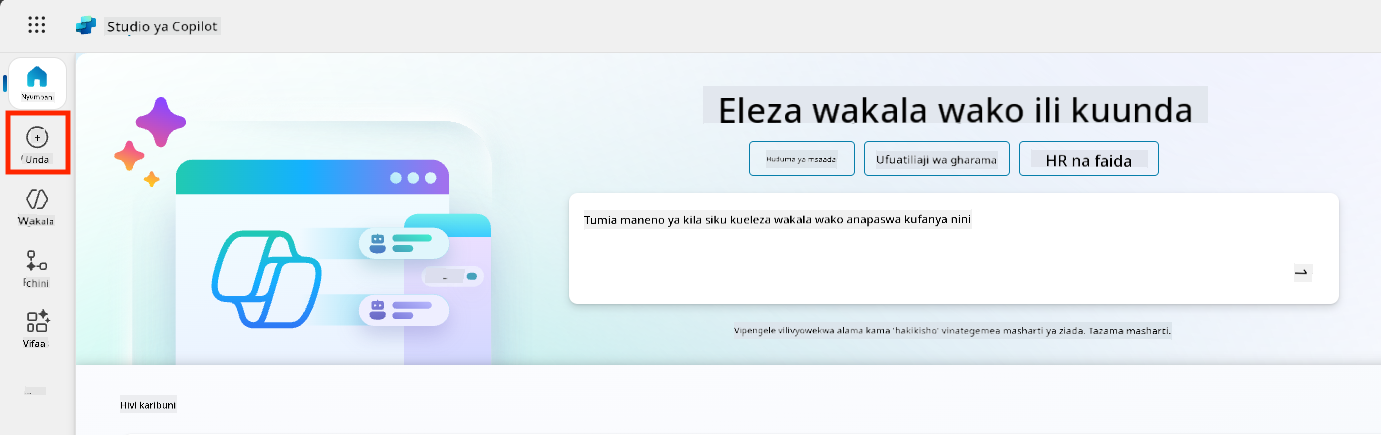 Studio ya Copilot
Nyumbani
Unda
Wakala
chini
Vifaa
Eleza wakala wako ili kuunda
Huduma ya msaada
Ufuatiliaji wa gharama
HR na faida
Tumia maneno ya kila siku kueleza wakala wako anapaswa kufanya nini
Vipengele vilivyowekwa alama kama 'hakikisho' vinategemea masharti ya ziada. Tazama masharti.
Hivi karibuni